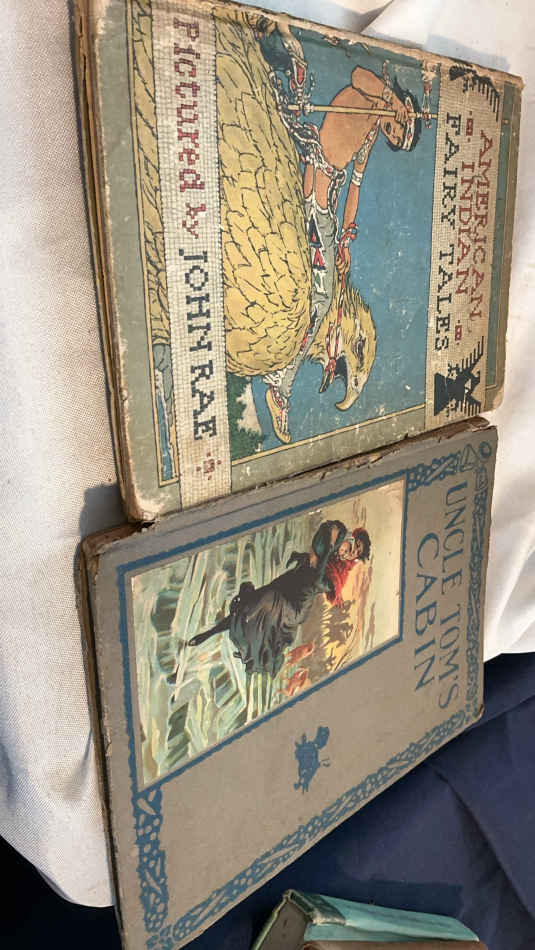 AMERICAN
INDIAN
FAIRY TALES
Pictured by JOHN RAE
UNCLE TOM'S
CABIN